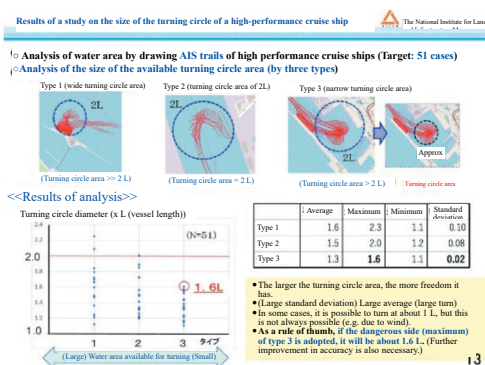 Results of a study on the size of the turning circle of a high-performance cruise ship
The National Institute for Land
○ Analysis of water area by drawing AIS trails of high performance cruise ships (Target: 51 cases)
○Analysis of the size of the available turning circle area (by three types)
Type 1 (wide turning circle area)
Type 2 (turning circle area of 2L)
Type 3 (narrow turning circle area)
2L
2L
2L
Approx
(Turning circle area >> 2 L)
(Turning circle area = 2 L)
(Turning circle area > 2 L)
Turning circle area
<<Results of analysis>>
Turning circle diameter (x L (vessel length))
(N=51)
2.4
2.2
2.0
1.8
1.6
1.4
1.2
1.0
1.6L
1 2 3 タイプ
(Large) Water area available for turning (Small)
Average Maximum Minimum Standard deviation
Type 1 1.6 2.3 1.1 0.10
Type 2 1.5 2.0 1.2 0.08
Type 3 1.3 1.6 1.1 0.02
●The larger the turning circle area, the more freedom it
has.
●(Large standard deviation) Large average (large turn)
●In some cases, it is possible to turn at about 1 L, but this
is not always possible (e.g. due to wind).
●As a rule of thumb, if the dangerous side (maximum)
of type 3 is adopted, it will be about 1.6 L. (Further
improvement in accuracy is also necessary.)
13